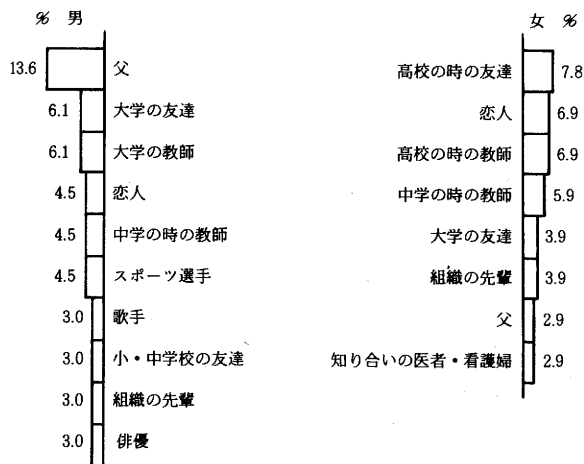 % 男
13.6 父
6.1 大学の友達
6.1 大学の教師
4.5 恋人
4.5 中学の時の教師
4.5 スポーツ選手
3.0 歌手
3.0 小・中学校の友達
3.0 組織の先輩
3.0 俳優
女 %
高校の時の友達 7.8
恋人 6.9
高校の時の教師 6.9
中学の時の教師 5.9
大学の友達 3.9
組織の先輩 3.9
父 2.9
知り合いの医者・看護婦 2.9